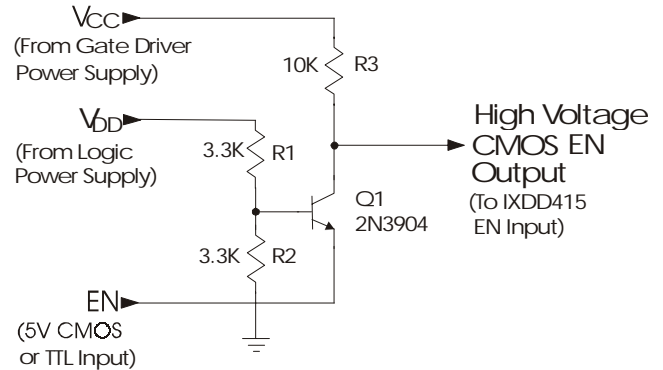 VCC
(From Gate Driver
Power Supply)
10K
R3
VDD
(From Logic
Power Supply)
3.3K
R1
High Voltage
CMOS EN
Output
(To IXDD415
EN Input)
Q1
2N3904
3.3K
R2
EN
(5V CMOS
or TTL Input)